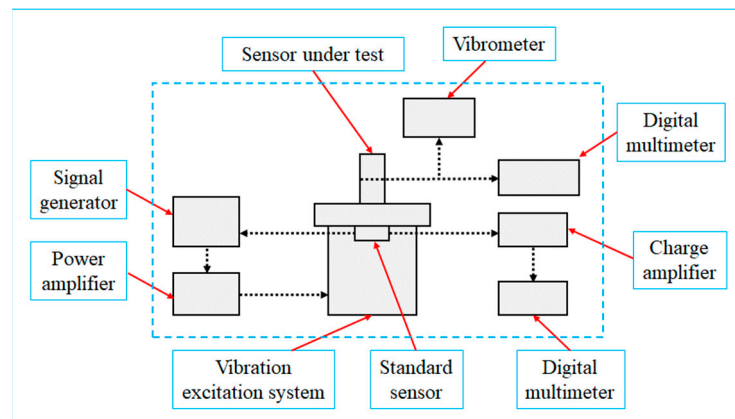 Vibrometer
Sensor under test
Digital
multimeter
Signal
generator
Power
amplifier
Charge
amplifier
Vibration
excitation system
Standard
sensor
Digital
multimeter